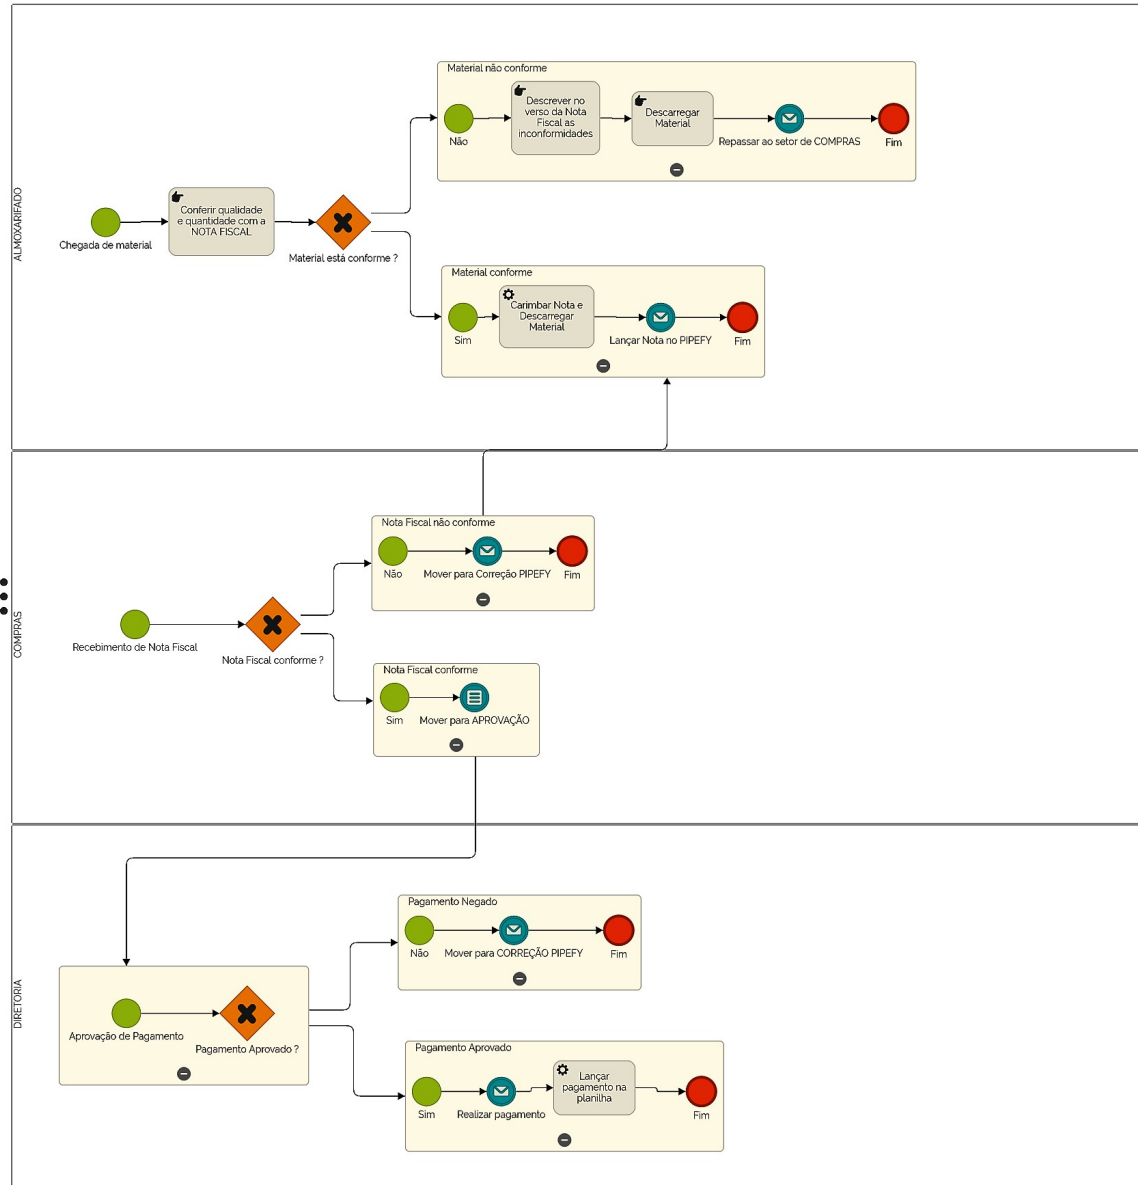 ALMOXARIFADO
Material não conforme
Descrever no
verso da Nota
Fiscal as
inconformidades
Descarregar
Material
Não
Repassar ao setor de COMPRAS
Fim
Conferir qualidade
e quantidade com a
NOTA FISCAL
Chegada de material
Material está conforme ?
Material conforme
Carimbar Nota e
Descarregar
Material
Sim
Lançar Nota no PIPEFY
Fim
COMPRAS
Nota Fiscal não conforme
Não
Mover para Correção PIPEFY
Fim
Recebimento de Nota Fiscal
Nota Fiscal conforme ?
Nota Fiscal conforme
Sim
Mover para APROVAÇÃO
DIRETORIA
Pagamento Negado
Não
Mover para CORREÇÃO PIPEFY
Fim
Aprovação de Pagamento
Pagamento Aprovado ?
Pagamento Aprovado
Lançar
pagamento na
planilha
Sim
Realizar pagamento
Fim